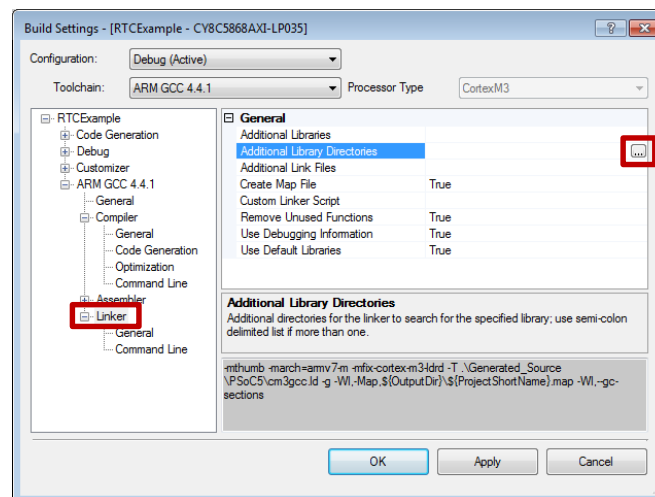 Build Settings - [RTCExample - CY8C5868AXI-LP035]
Configuration: Debug (Active)
Toolchain: ARM GCC 4.4.1 Processor Type CortexM3
RTCExample
Code Generation
Debug
Customizer
ARM GCC 4.4.1
General
Compiler
General
Code Generation
Optimization
Command Line
Assembler
Linker
General
Command Line
General
Additional Libraries
Additional Library Directories ...
Additional Link Files
Create Map File True
Custom Linker Script
Remove Unused Functions True
Use Debugging Information True
Use Default Libraries True
Additional Library Directories
Additional directories for the linker to search for the specified library; use semi-colon
delimited list if more than one.
-mthumb -march=armv7-m -mfix-cortex-m3-ldrd -T .\Generated_Source
\PSoC5\cm3gcc.ld -g -Wl,-Map,${OutputDir}\${ProjectShortName}.map -Wl,--gc-
sections
OK Apply Cancel